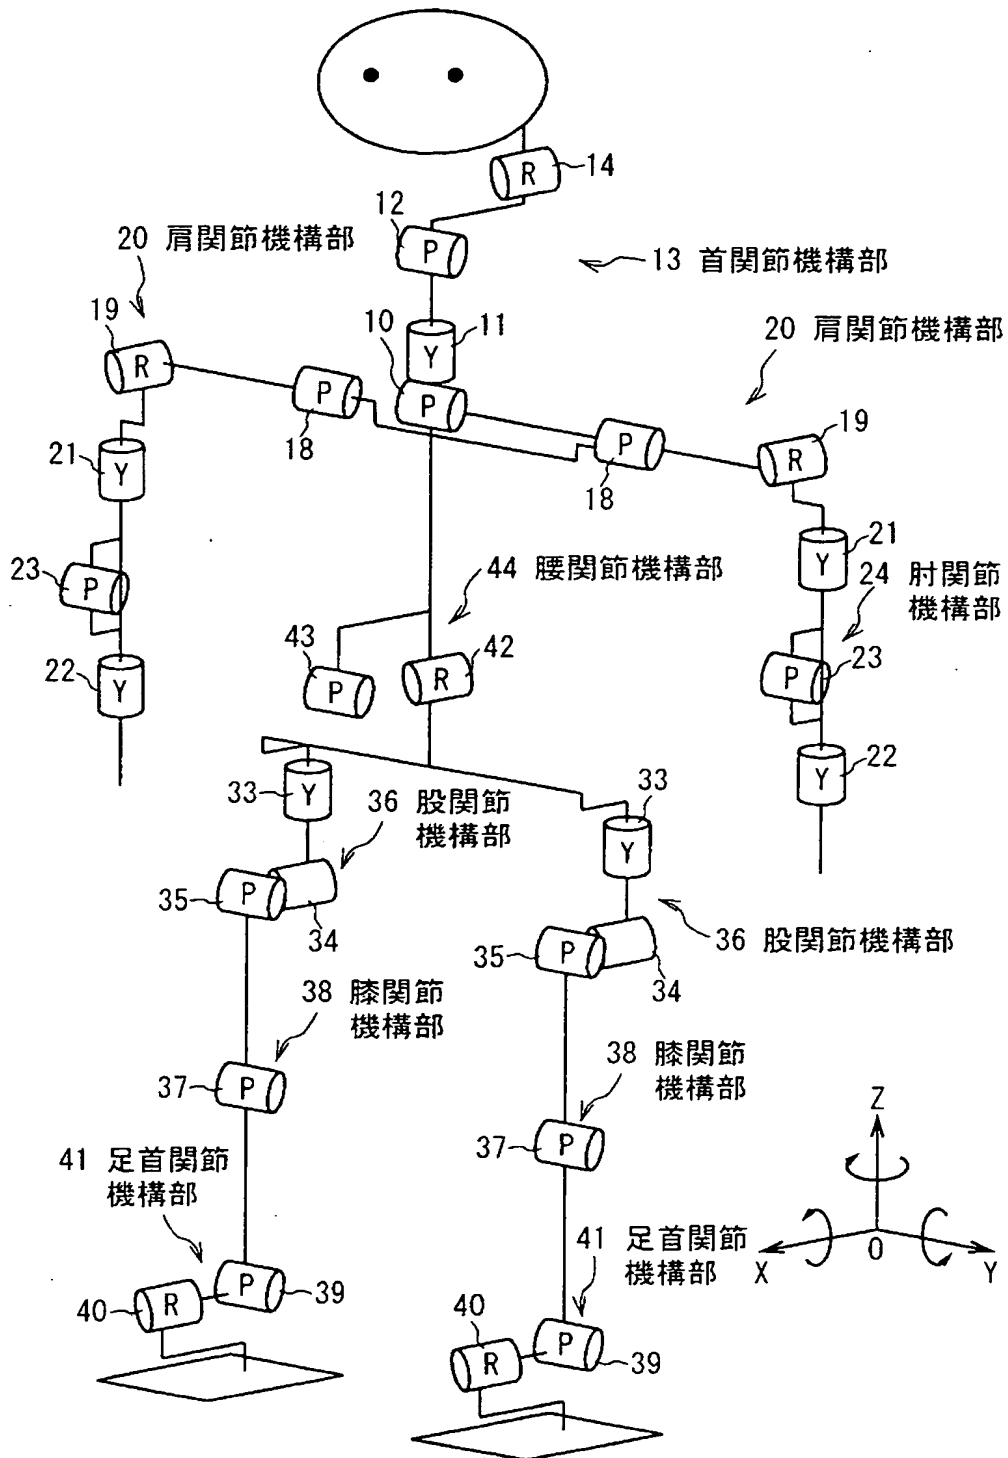 R
14
12
P
20 肩関節機構部
13 首関節機構部
19
10
11
Y
20 肩関節機構部
R
P
P
18
P
18
19
R
21
Y
21
Y
23
P
44 腰関節機構部
24 肘関節
機構部
43
P
42
R
23
P
22
Y
22
Y
33
Y
36 股関節
機構部
33
Y
35
P
34
36 股関節機構部
35
P
34
38 膝関節
機構部
37
P
38 膝関節
機構部
37
P
Z
X
O
Y
41 足首関節
機構部
41 足首関節
機構部
40
R
P
39
40
R
P
39